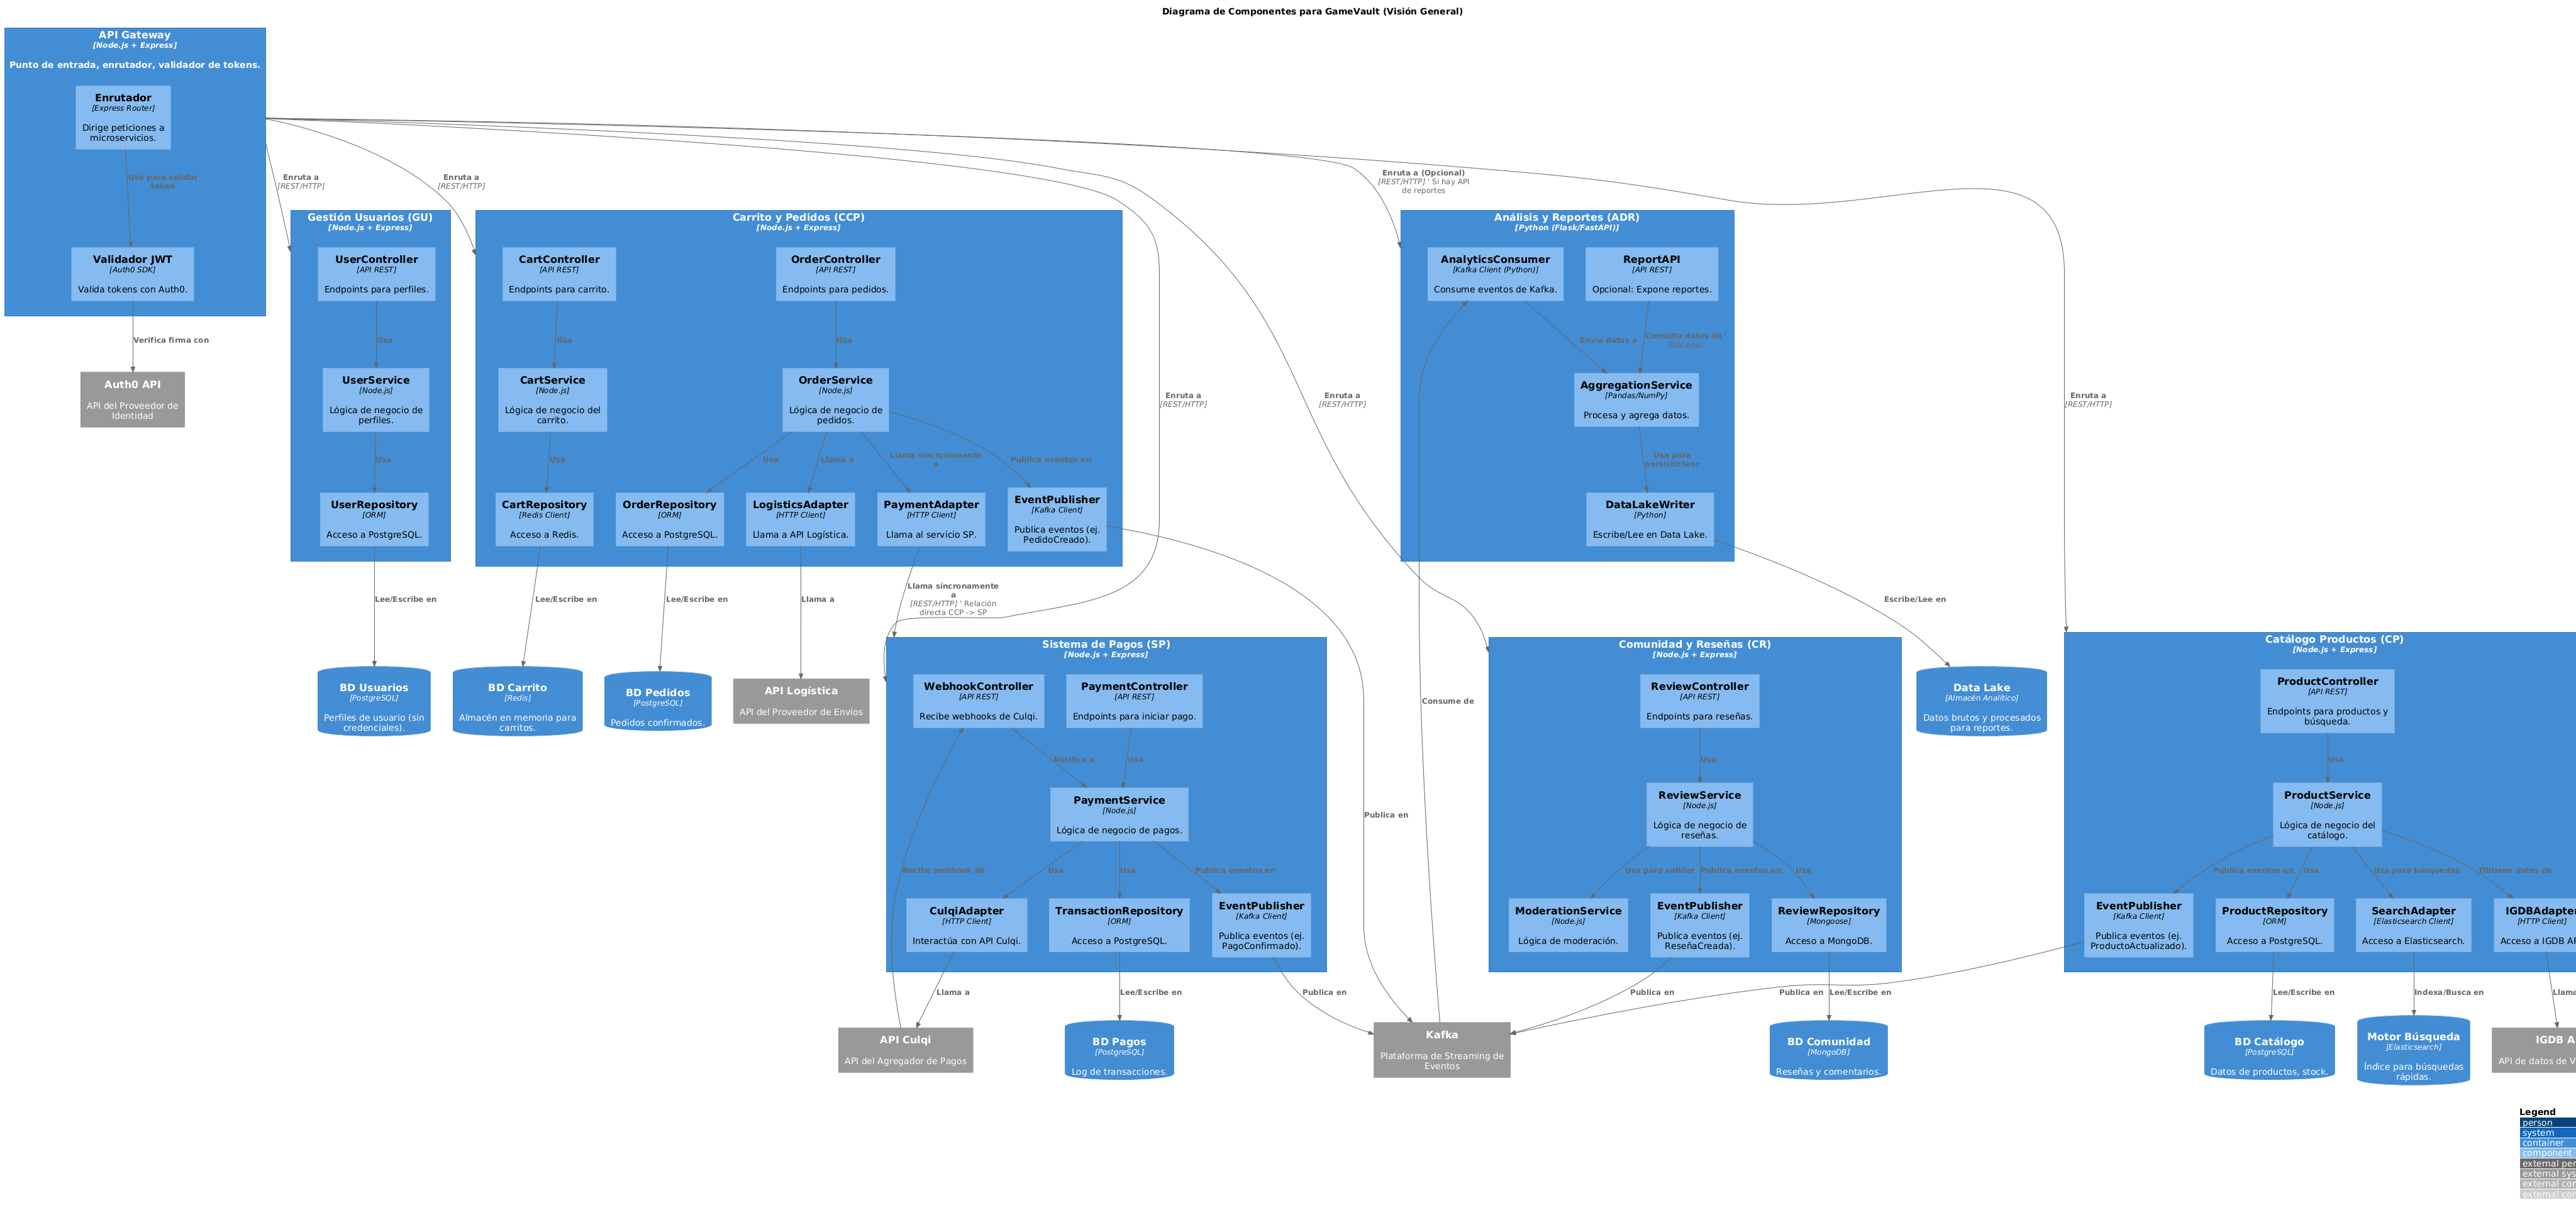 Diagrama de Componentes para GameVault (Visión General)
API Gateway
[Node.js + Express]
Punto de entrada, enrutador, validador de tokens.
Enrutador
[Express Router]
Dirige peticiones a
microservicios.
Usa para validar
token
Validador JWT
[Auth0 SDK]
Valida tokens con Auth0.
Verifica firma con
Auth0 API
API del Proveedor de
Identidad
Enruta a
[REST/HTTP]
Enruta a
[REST/HTTP]
Enruta a (Opcional)
[REST/HTTP] ' Si hay API
de reportes
Enruta a
[REST/HTTP]
Enruta a
[REST/HTTP]
Enruta a
[REST/HTTP]
Gestión Usuarios (GU)
[Node.js + Express]
UserController
[API REST]
Endpoints para perfiles.
Usa
UserService
[Node.js]
Lógica de negocio de
perfiles.
Usa
UserRepository
[ORM]
Acceso a PostgreSQL.
Lee/Escribe en
BD Usuarios
[PostgreSQL]
Perfiles de usuario (sin
credenciales).
Carrito y Pedidos (CCP)
[Node.js + Express]
CartController
[API REST]
Endpoints para carrito.
Usa
CartService
[Node.js]
Lógica de negocio del
carrito.
Usa
CartRepository
[Redis Client]
Acceso a Redis.
Lee/Escribe en
BD Carrito
[Redis]
Almacén en memoria para
carritos.
OrderController
[API REST]
Endpoints para pedidos.
Usa
OrderService
[Node.js]
Lógica de negocio de
pedidos.
Usa
Llama a
Llama síncronamente
a
Publica eventos en
OrderRepository
[ORM]
Acceso a PostgreSQL.
LogisticsAdapter
[HTTP Client]
Llama a API Logística.
PaymentAdapter
[HTTP Client]
Llama al servicio SP.
EventPublisher
[Kafka Client]
Publica eventos (ej.
PedidoCreado).
Lee/Escribe en
BD Pedidos
[PostgreSQL]
Pedidos confirmados.
Llama a
API Logística
API del Proveedor de Envíos
Llama síncronamente
a
[REST/HTTP] ' Relación
directa CCP -> SP
Publica en
Análisis y Reportes (ADR)
[Python (Flask/FastAPI)]
AnalyticsConsumer
[Kafka Client (Python)]
Consume eventos de Kafka.
ReportAPI
[API REST]
Opcional: Expone reportes.
Envía datos a
Consulta datos de
Opcional
AggregationService
[Pandas/NumPy]
Procesa y agrega datos.
Usa para
persistir/leer
DataLakeWriter
[Python]
Escribe/Lee en Data Lake.
Escribe/Lee en
Data Lake
[Almacén Analítico]
Datos brutos y procesados
para reportes.
Consume de
Sistema de Pagos (SP)
[Node.js + Express]
WebhookController
[API REST]
Recibe webhooks de Culqi.
PaymentController
[API REST]
Endpoints para iniciar pago.
Notifica a
Usa
PaymentService
[Node.js]
Lógica de negocio de pagos.
Recibe webhook de
Usa
Usa
Publica eventos en
CulqiAdapter
[HTTP Client]
Interactúa con API Culqi.
TransactionRepository
[ORM]
Acceso a PostgreSQL.
EventPublisher
[Kafka Client]
Publica eventos (ej.
PagoConfirmado).
Llama a
Lee/Escribe en
Publica en
API Culqi
API del Agregador de Pagos
BD Pagos
[PostgreSQL]
Log de transacciones.
Kafka
Plataforma de Streaming de
Eventos
Comunidad y Reseñas (CR)
[Node.js + Express]
ReviewController
[API REST]
Endpoints para reseñas.
Usa
ReviewService
[Node.js]
Lógica de negocio de
reseñas.
Usa para validar
Publica eventos en
Usa
ModerationService
[Node.js]
Lógica de moderación.
EventPublisher
[Kafka Client]
Publica eventos (ej.
ReseñaCreada).
ReviewRepository
[Mongoose]
Acceso a MongoDB.
Publica en
Publica en
Lee/Escribe en
BD Comunidad
[MongoDB]
Reseñas y comentarios.
Catálogo Productos (CP)
[Node.js + Express]
ProductController
[API REST]
Endpoints para productos y
búsqueda.
Usa
ProductService
[Node.js]
Lógica de negocio del
catálogo.
Publica eventos en
Usa
Usa para búsquedas
Obtiene datos de
EventPublisher
[Kafka Client]
Publica eventos (ej.
ProductoActualizado).
ProductRepository
[ORM]
Acceso a PostgreSQL.
SearchAdapter
[Elasticsearch Client]
Acceso a Elasticsearch.
IGDBAdapter
[HTTP Client]
Acceso a IGDB
Lee/Escribe en
Indexa/Busca en
BD Catálogo
[PostgreSQL]
Datos de productos, stock.
Motor Búsqueda
[Elasticsearch]
Índice para búsquedas
rápidas.
IGDB
API de datos de
Legend
person
system
container
component
external
external
external
external